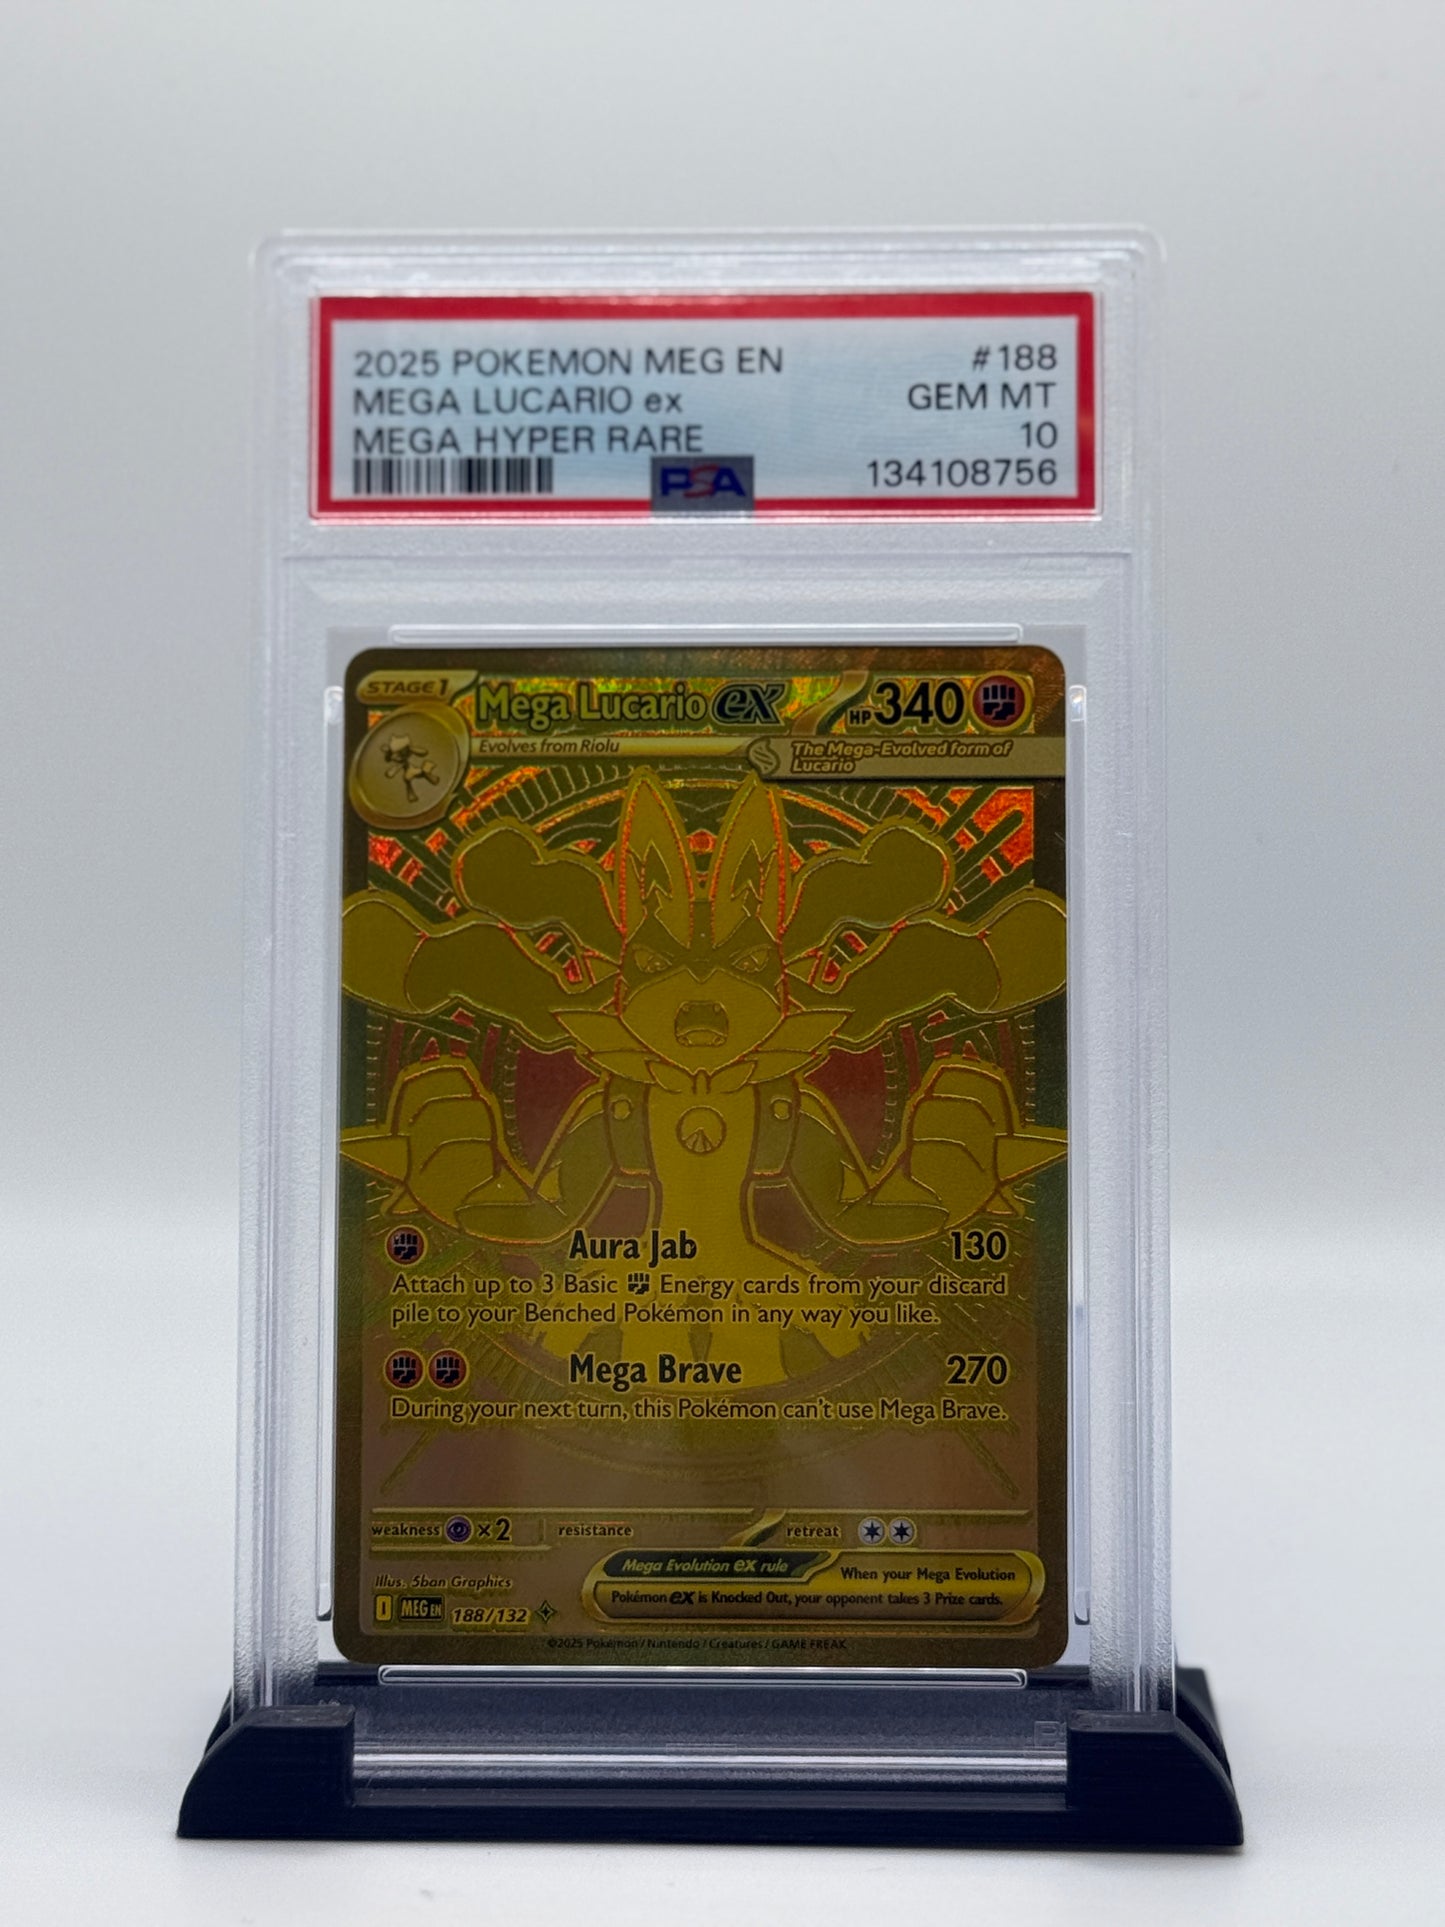 2025 POKEMON MEG EN #188
MEGA LUCARIO ex GEM MT
MEGA HYPER RARE 10
PSA 134108756
STAGE 1 Mega Lucario ex HP 340
Evolves from Riolu
The Mega-Evolved form of
Lucario
Aura Jab 130
Attach up to 3 Basic Energy cards from your discard
pile to your Benched Pokémon in any way you like.
Mega Brave 270
During your next turn, this Pokémon can't use Mega Brave.
weakness ×2 resistance retreat
Mega Evolution ex rule When your Mega Evolution
Pokémon ex is Knocked Out, your opponent takes 3 Prize cards.
Illus. 5ban Graphics
MEG EN 188/132
©2025 Pokémon / Nintendo / Creatures / GAME FREAK